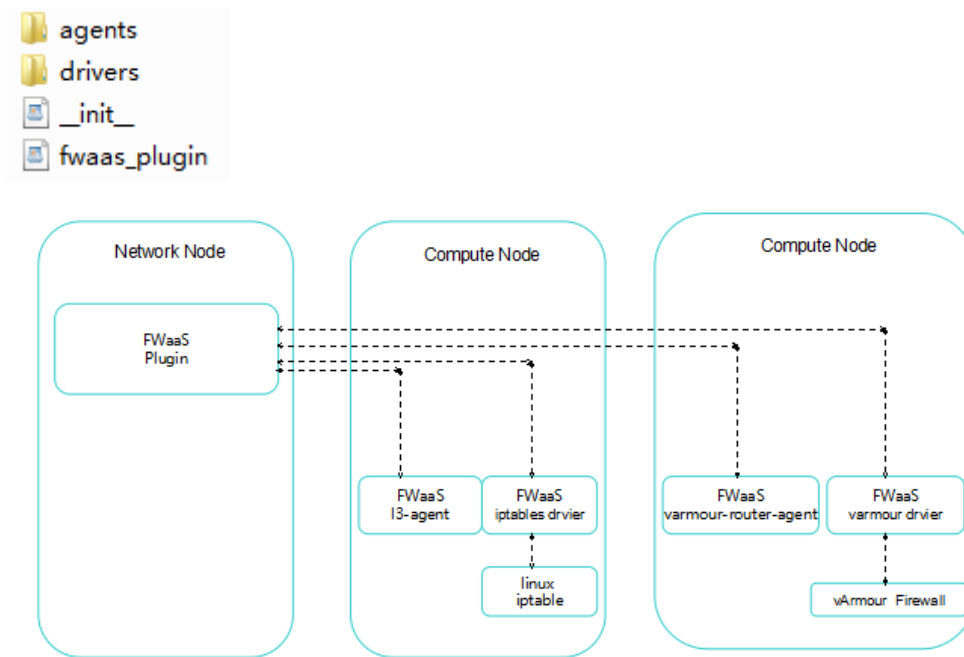 agents
drivers
__init__
fwaas_plugin
Network Node
FWaaS
Plugin
Compute Node
FWaaS
l3-agent
FWaaS
iptables drvier
linux
iptable
Compute Node
FWaaS
varmour-router-agent
FWaaS
varmour drvier
vArmour Firewall